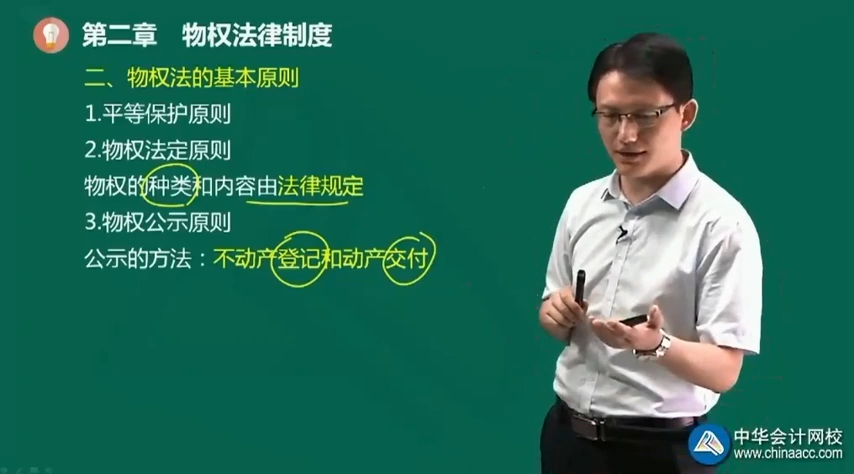 第二章 物权法律制度
二、物权法的基本原则
1.平等保护原则
2.物权法定原则
物权的种类和内容由法律规定
3.物权公示原则
公示的方法：不动产登记和动产交付
中华会计网校
www.chinaacc.com